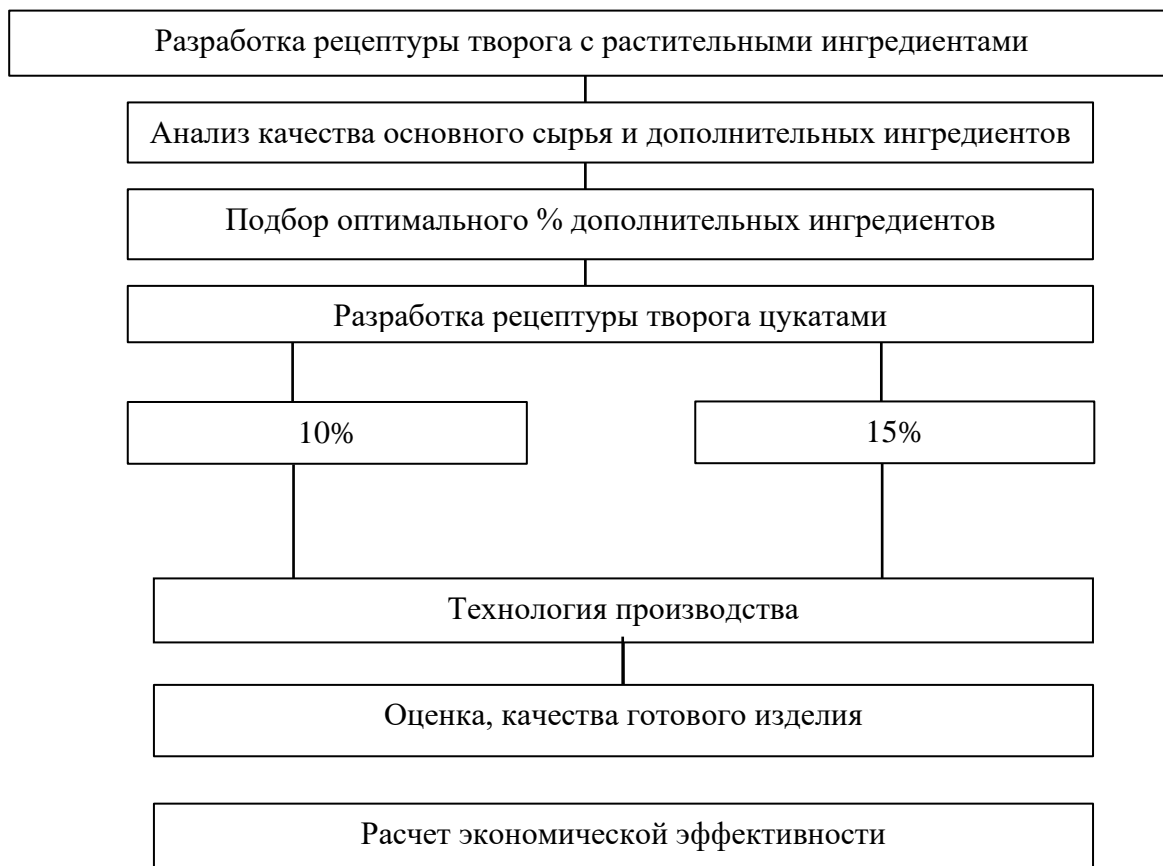 Разработка рецептуры творога с растительными ингредиентами
Анализ качества основного сырья и дополнительных ингредиентов
Подбор оптимального % дополнительных ингредиентов
Разработка рецептуры творога цукатами
10%
15%
Технология производства
Оценка, качества готового изделия
Расчет экономической эффективности